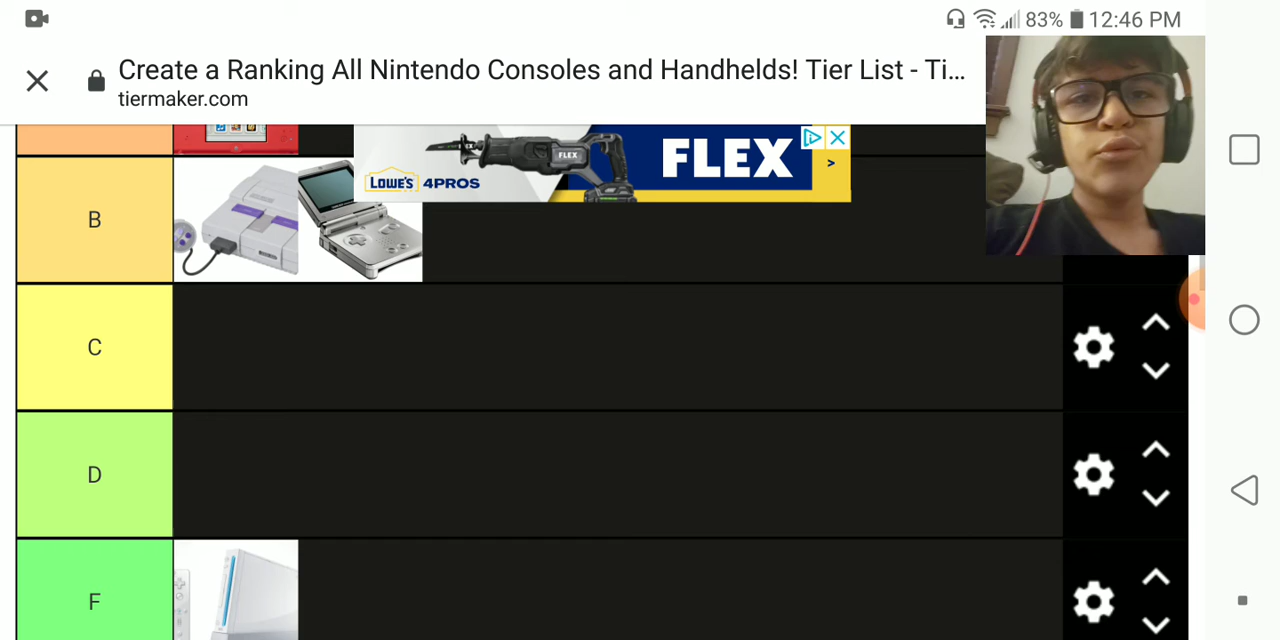 83% 12:46 PM
Create a Ranking All Nintendo Consoles and Handhelds! Tier List - Ti...
tiermaker.com
LOWE'S 4PROS
FLEX
FLEX
>
B
C
D
F